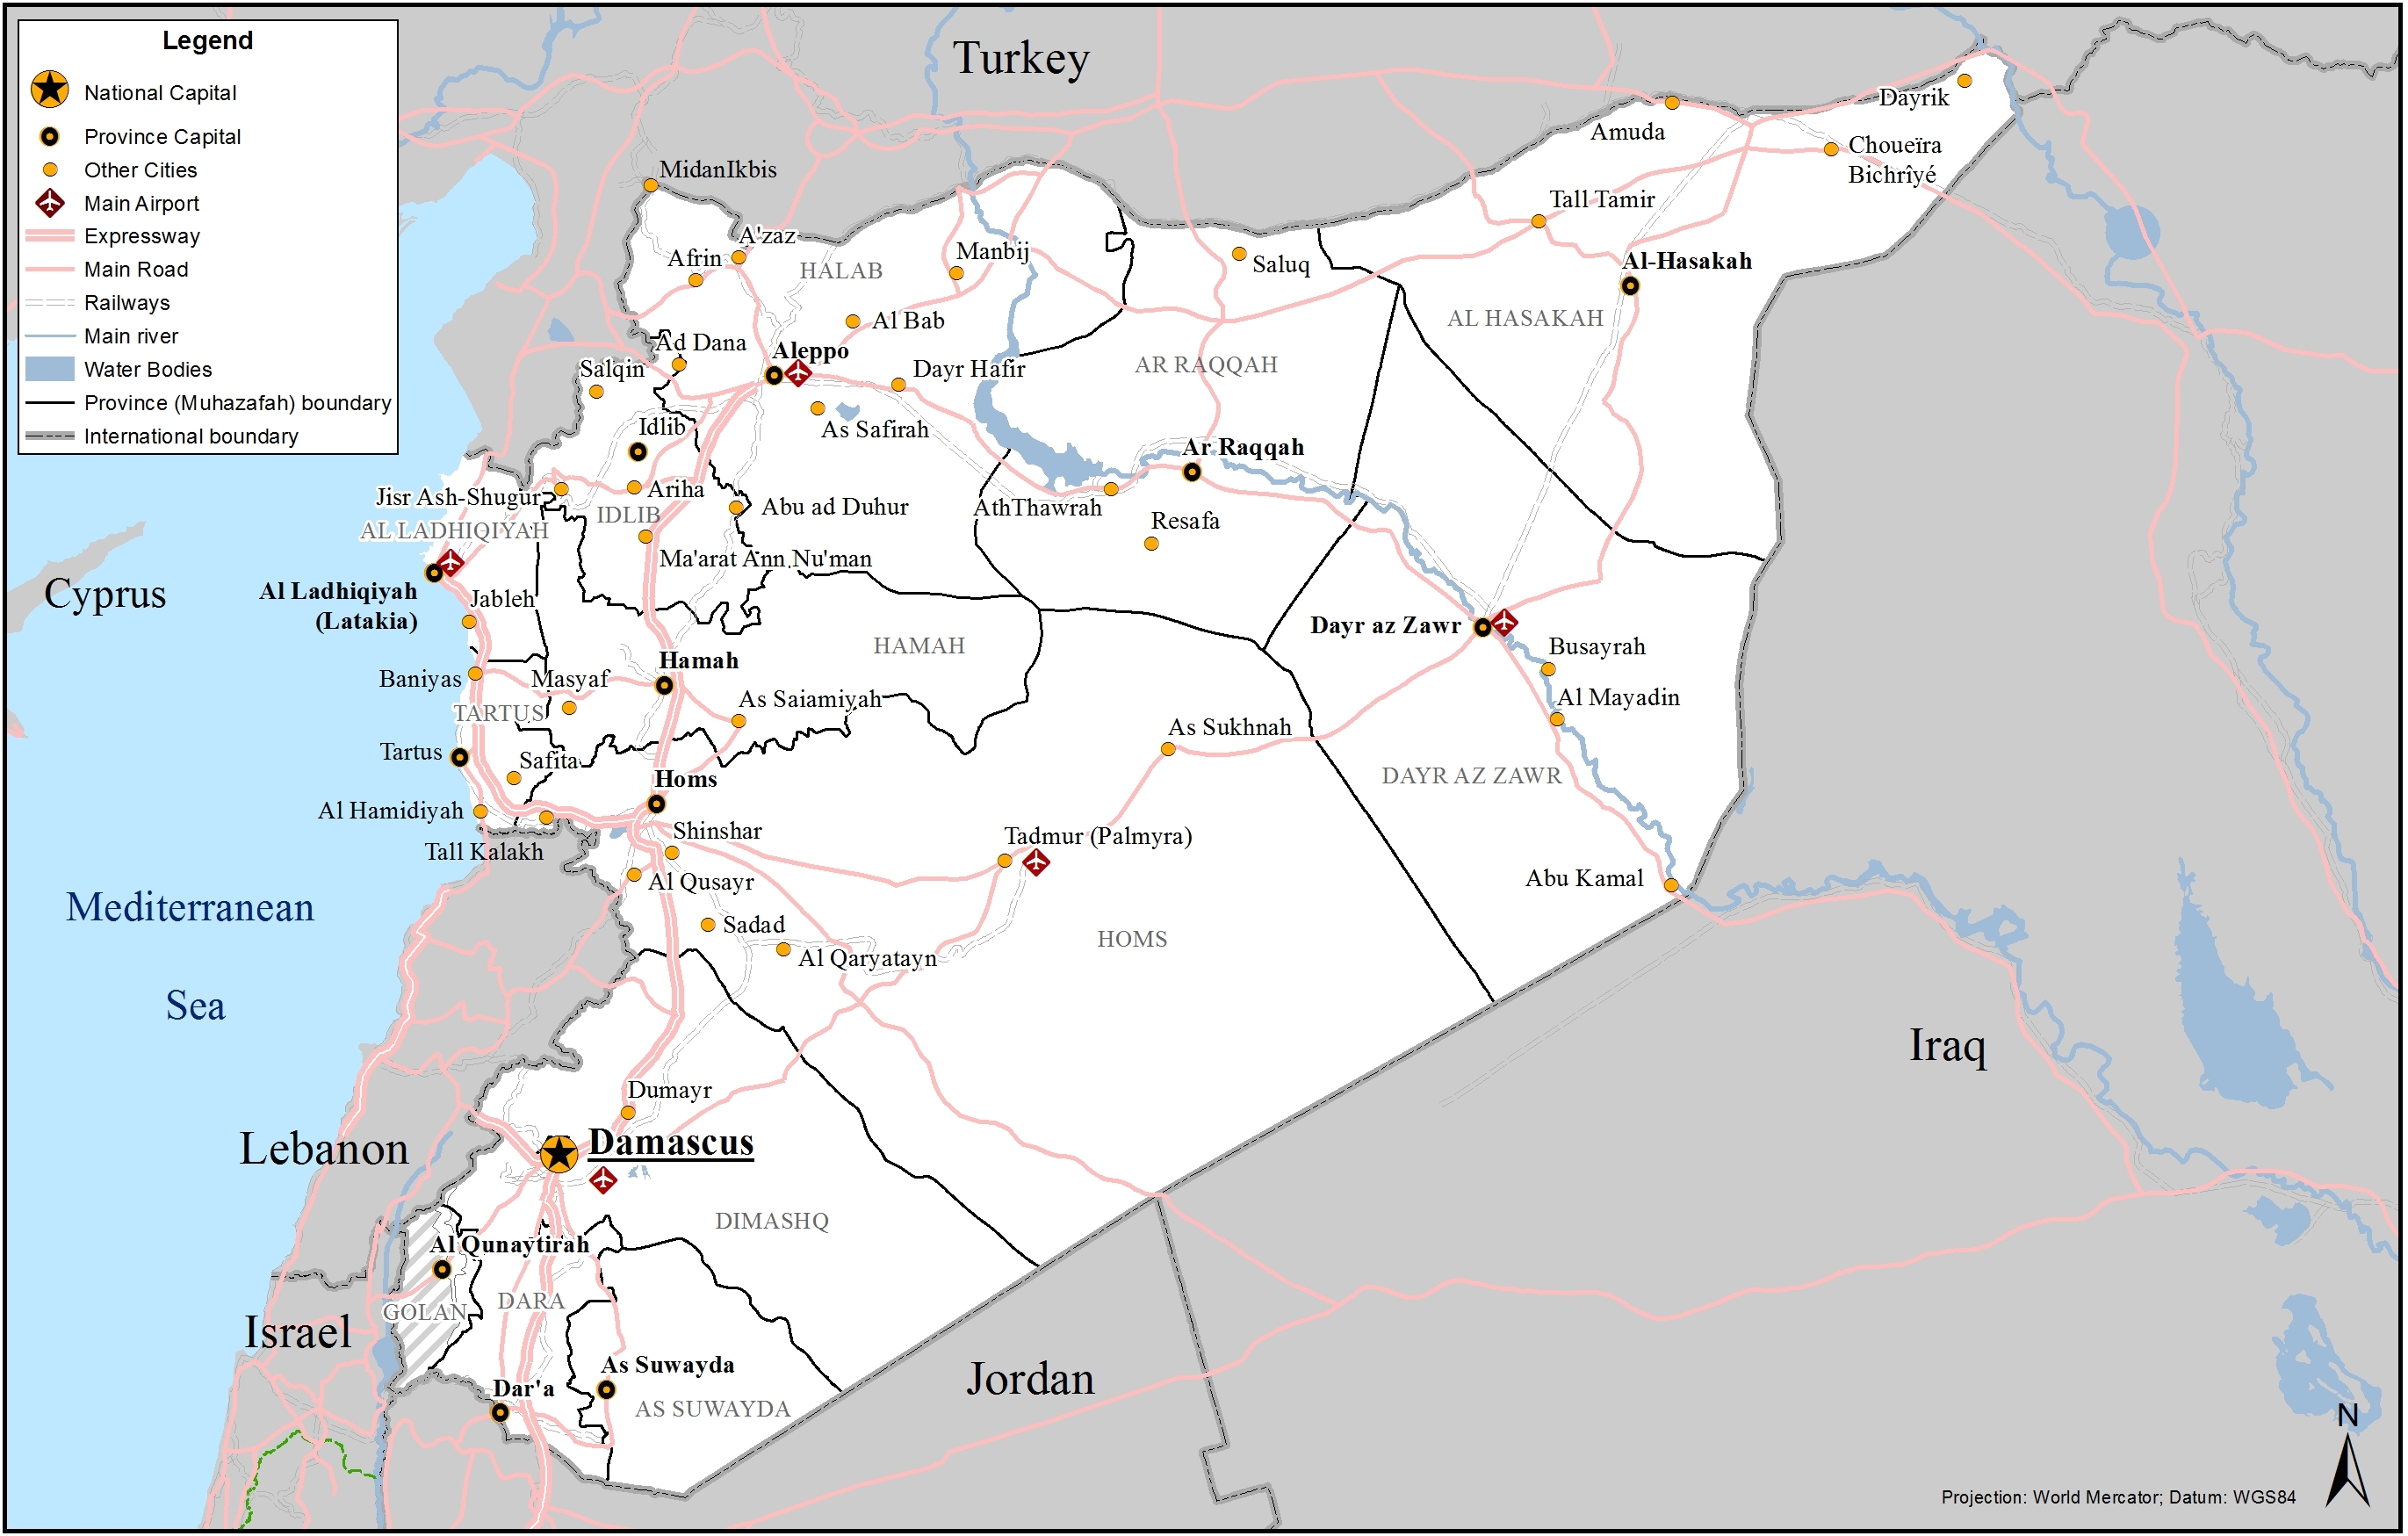 Legend
National Capital
Province Capital
Other Cities
Main Airport
Expressway
Main Road
Railways
Main river
Water Bodies
Province (Muhazafah) boundary
International boundary
Turkey
Dayrik
Amuda
Choueïra
Bichrîyé
MidanIkbis
Tall Tamir
A'zaz
Afrin
HALAB
Manbij
Saluq
Al-Hasakah
AL HASAKAH
Al Bab
Ad Dana
Aleppo
Salqin
Dayr Hafir
AR RAQQAH
Idlib
As Safirah
Ar Raqqah
Jisr Ash-Shugur
Ariha
IDLIB
Abu ad Duhur
AthThawrah
Resafa
AL LADHIQIYAH
Ma'arat Ann Nu'man
Cyprus
Al Ladhiqiyah
(Latakia)
Jableh
HAMAH
Dayr az Zawr
Busayrah
Hamah
Baniyas
Masyaf
As Saiamiyah
Al Mayadin
TARTUS
As Sukhnah
Tartus
Safita
Homs
DAYR AZ ZAWR
Al Hamidiyah
Shinshar
Tadmur (Palmyra)
Tall Kalakh
Al Qusayr
Abu Kamal
Mediterranean
Sea
Sadad
HOMS
Al Qaryatayn
Iraq
Dumayr
Lebanon
Damascus
DIMASHQ
Al Qunaytirah
GOLAN
DARA
Israel
As Suwayda
Jordan
Dar'a
AS SUWAYDA
N
Projection: World Mercator; Datum: WGS84